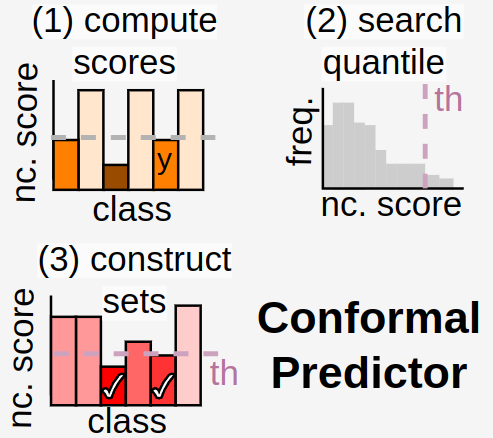 (1) compute
scores
nc. score
y
class
(2) search
quantile
th
freq.
nc. score
(3) construct
sets
nc. score
th
class
Conformal
Predictor